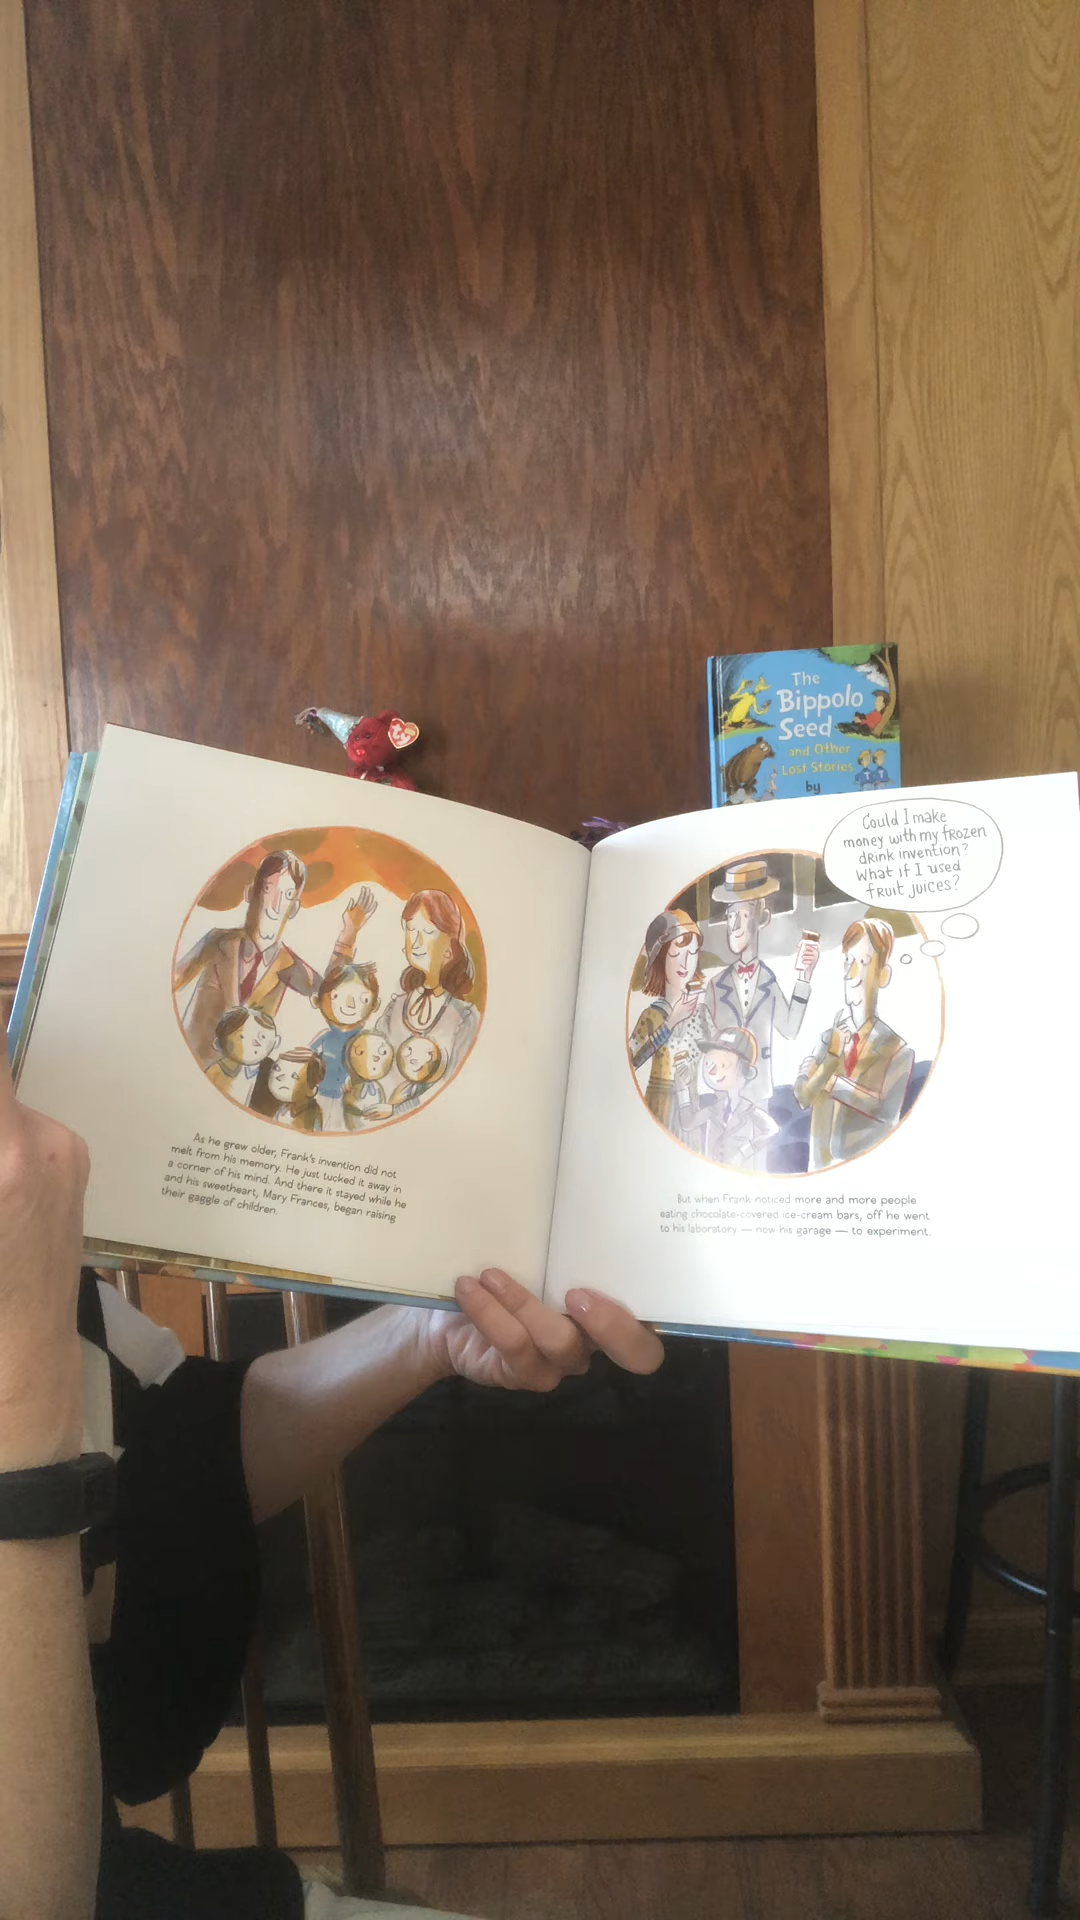 ty
The
Bippolo
Seed
and Other
Lost Stories
by
Could I make
money with my frozen
drink invention?
What if I used
fruit juices?
As he grew older, Frank's invention did not
melt from his memory. He just tucked it away in
a corner of his mind. And there it stayed while he
and his sweetheart, Mary Frances, began raising
their gaggle of children.
But when Frank noticed more and more people
eating chocolate-covered ice-cream bars, off he went
to his laboratory — now his garage — to experiment.